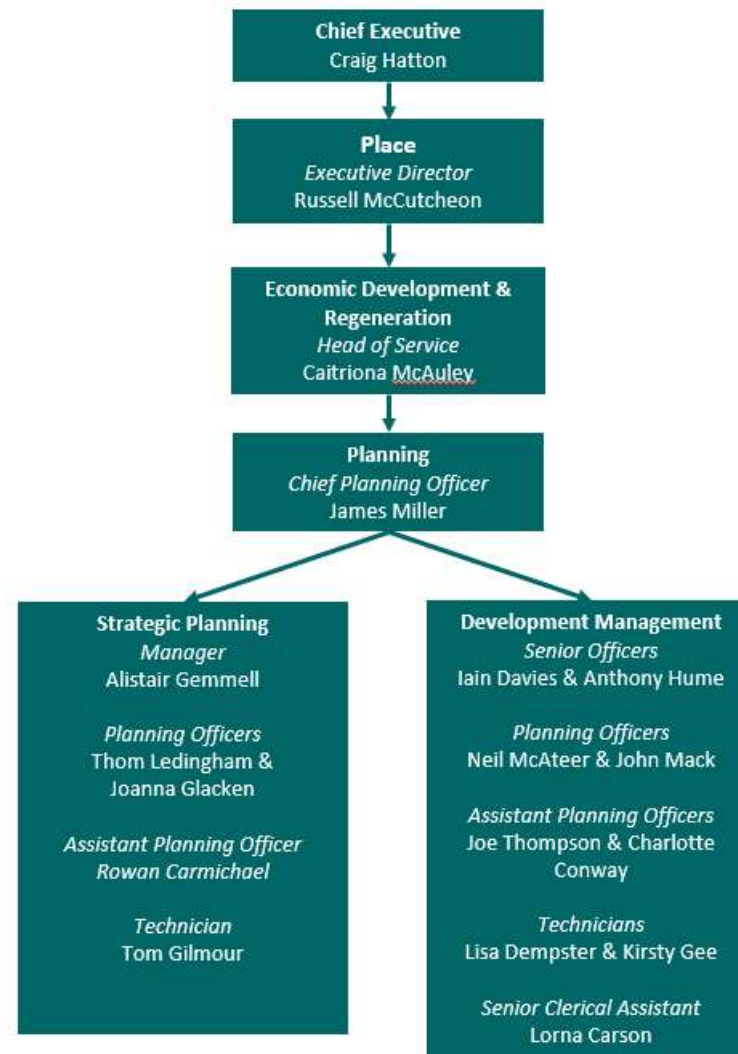 Chief Executive
Craig Hatton
Place
Executive Director
Russell McCutcheon
Economic Development &
Regeneration
Head of Service
Caitriona McAuley
Planning
Chief Planning Officer
James Miller
Strategic Planning
Manager
Alistair Gemmell
Planning Officers
Thom Ledingham &
Joanna Glacken
Assistant Planning Officer
Rowan Carmichael
Technician
Tom Gilmour
Development Management
Senior Officers
Iain Davies & Anthony Hume
Planning Officers
Neil McAteer & John Mack
Assistant Planning Officers
Joe Thompson & Charlotte
Conway
Technicians
Lisa Dempster & Kirsty Gee
Senior Clerical Assistant
Lorna Carson